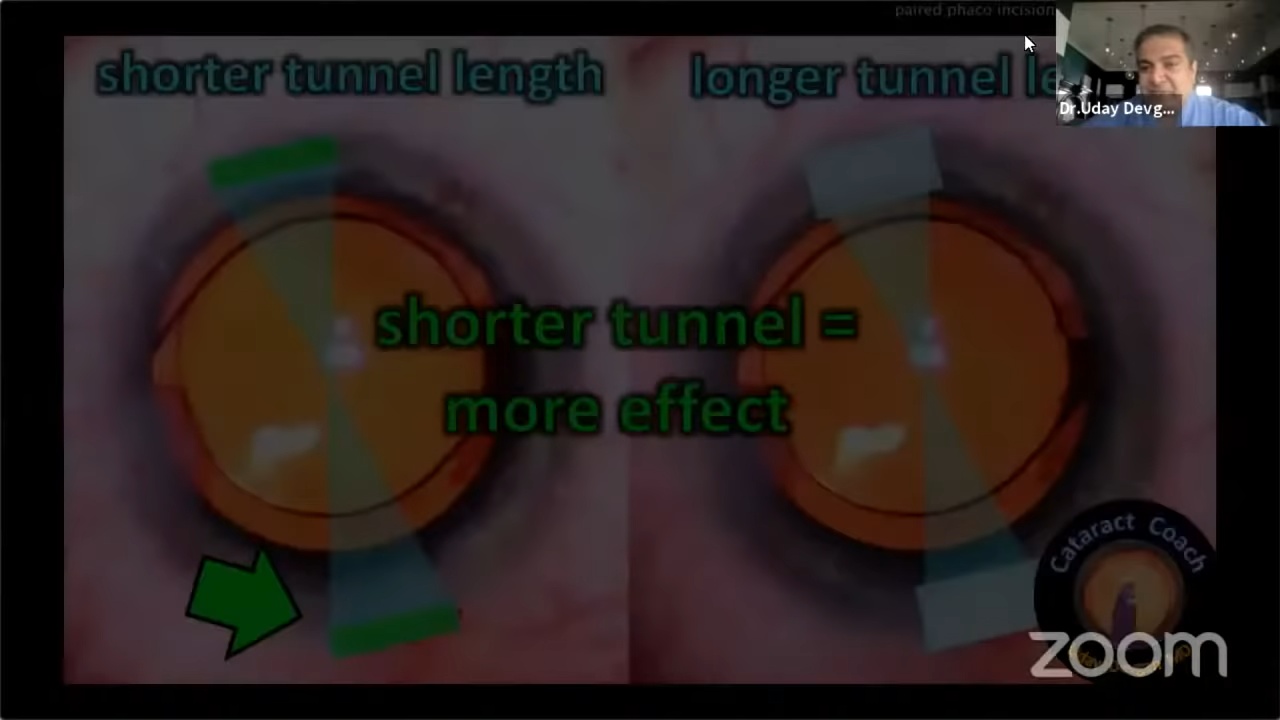 paired phaco incision
shorter tunnel length
longer tunnel le
Dr.Uday Devg...
shorter tunnel =
more effect
Cataract Coach
zoom